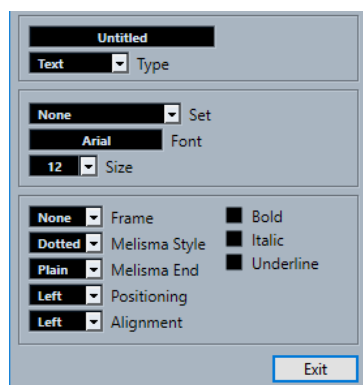 Untitled
Text Type
None Set
Arial Font
12 Size
None Frame Bold
Dotted Melisma Style Italic
Plain Melisma End Underline
Left Positioning
Left Alignment
Exit